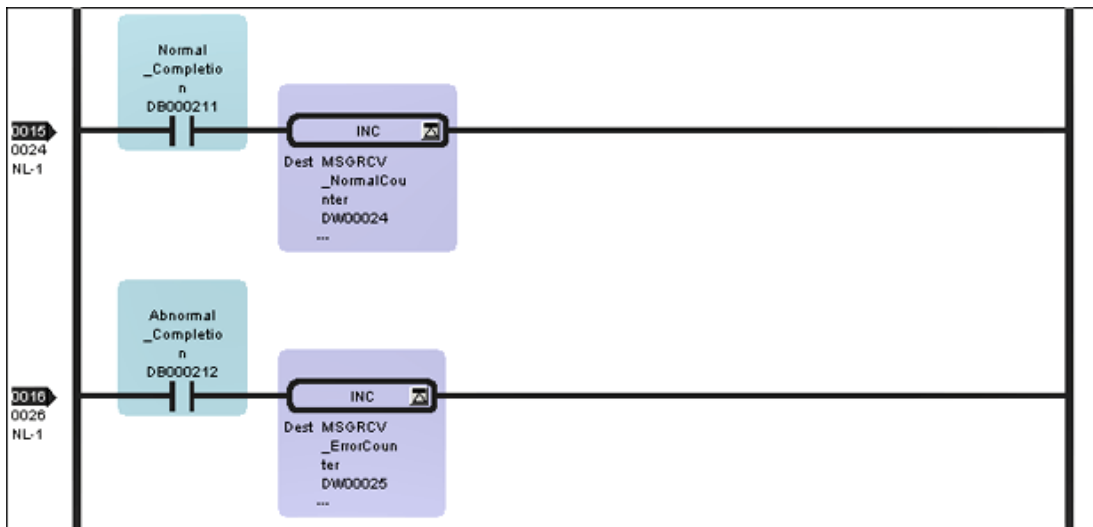 Normal
_Completio
n
DB000211
0015
0024
NL-1
INC
Dest MSGRCV
_NormalCou
nter
DW00024
...
Abnormal
_Completio
n
DB000212
0016
0026
NL-1
INC
Dest MSGRCV
_ErrorCoun
ter
DW00025
...